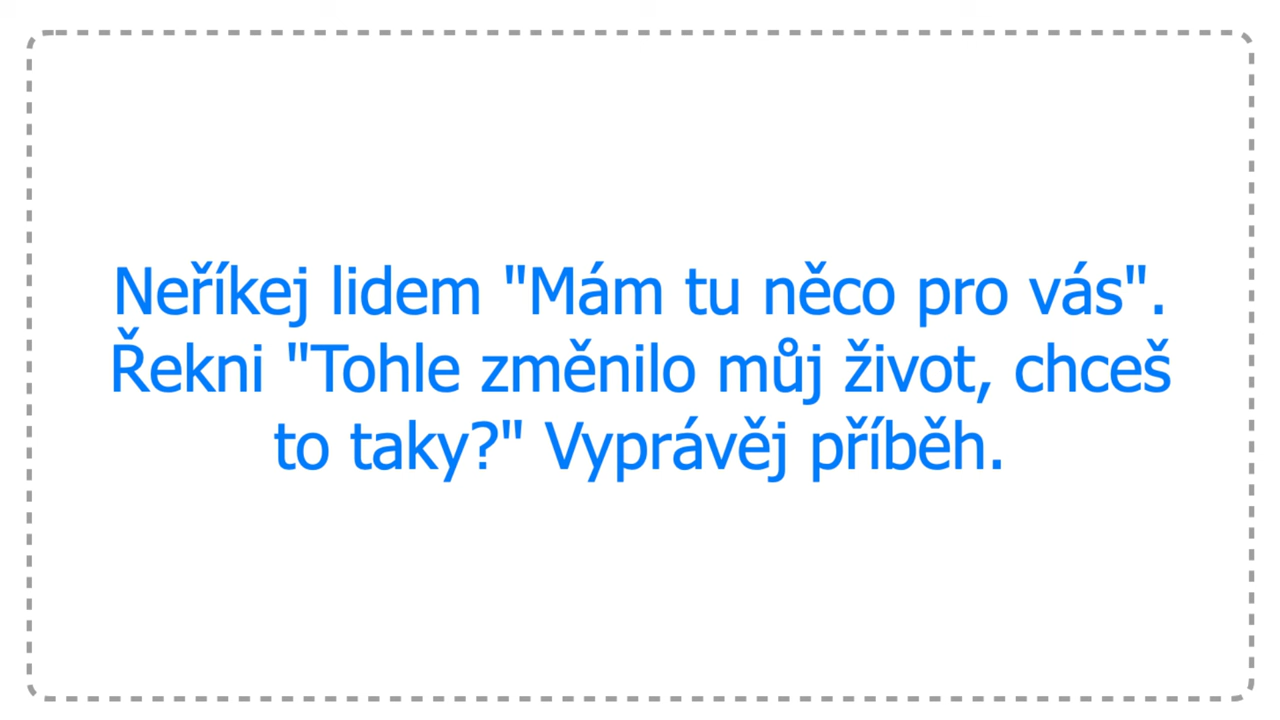 Neříkej lidem "Mám tu něco pro vás".
Řekni "Tohle změnilo můj život, chceš
to taky?" Vyprávěj příběh.